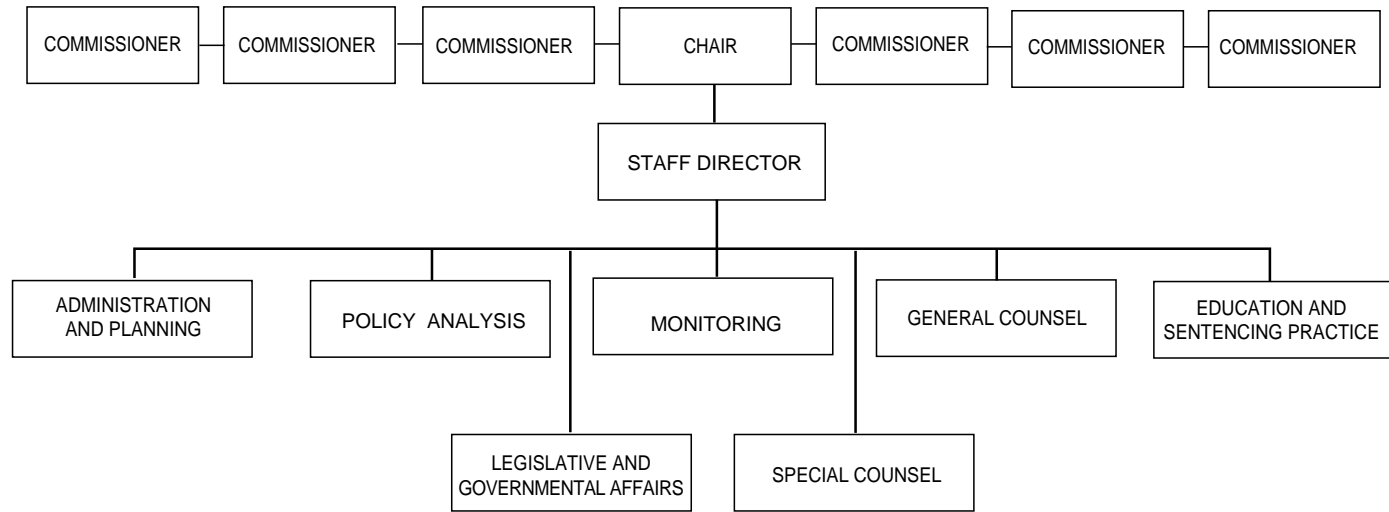 COMMISSIONER
COMMISSIONER
COMMISSIONER
CHAIR
COMMISSIONER
COMMISSIONER
COMMISSIONER
STAFF DIRECTOR
ADMINISTRATION
AND PLANNING
POLICY ANALYSIS
MONITORING
GENERAL COUNSEL
EDUCATION AND
SENTENCING PRACTICE
LEGISLATIVE AND
GOVERNMENTAL AFFAIRS
SPECIAL COUNSEL